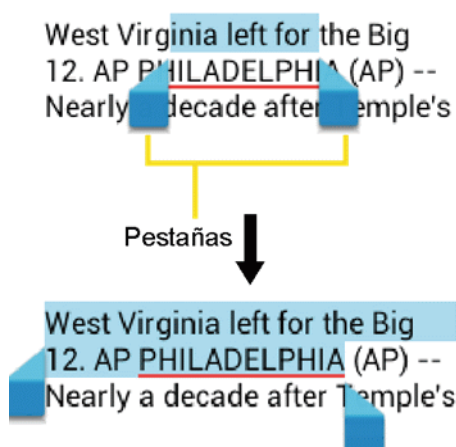 West Virginia left for the Big
12. AP PHILADELPHIA (AP) --
Nearly a decade after Temple's
Pestañas
West Virginia left for the Big
12. AP PHILADELPHIA (AP) --
Nearly a decade after Temple's